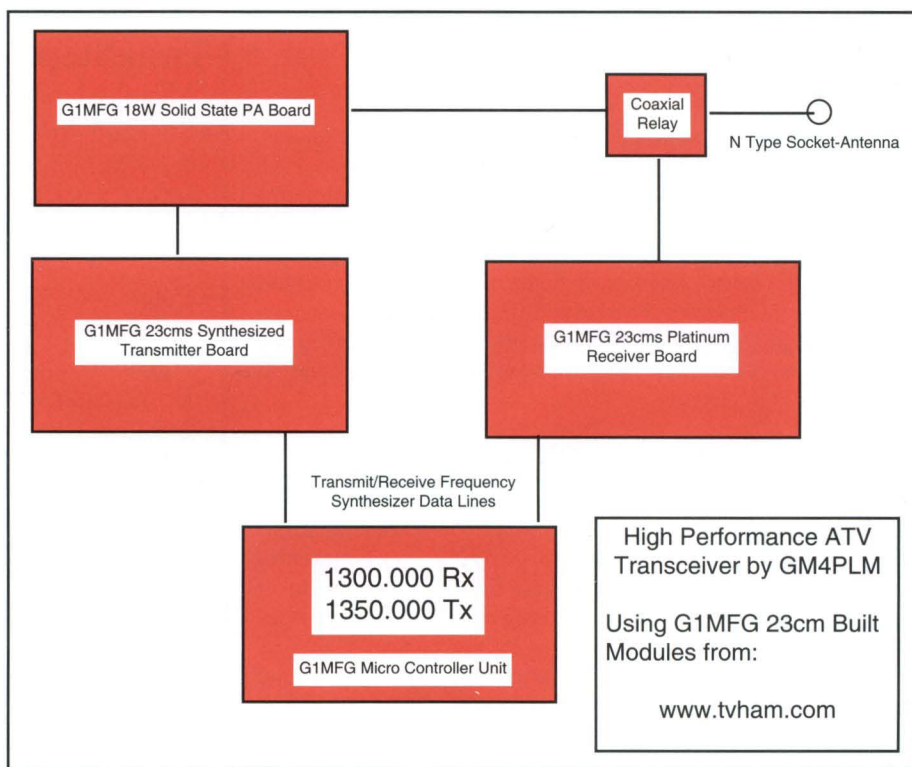 G1MFG 18W Solid State PA Board
Coaxial
Relay
N Type Socket-Antenna
G1MFG 23cms Synthesized
Transmitter Board
G1MFG 23cms Platinum
Receiver Board
Transmit/Receive Frequency
Synthesizer Data Lines
1300.000 Rx
1350.000 Tx
G1MFG Micro Controller Unit
High Performance ATV
Transceiver by GM4PLM
Using G1MFG 23cm Built
Modules from:
www.tvham.com